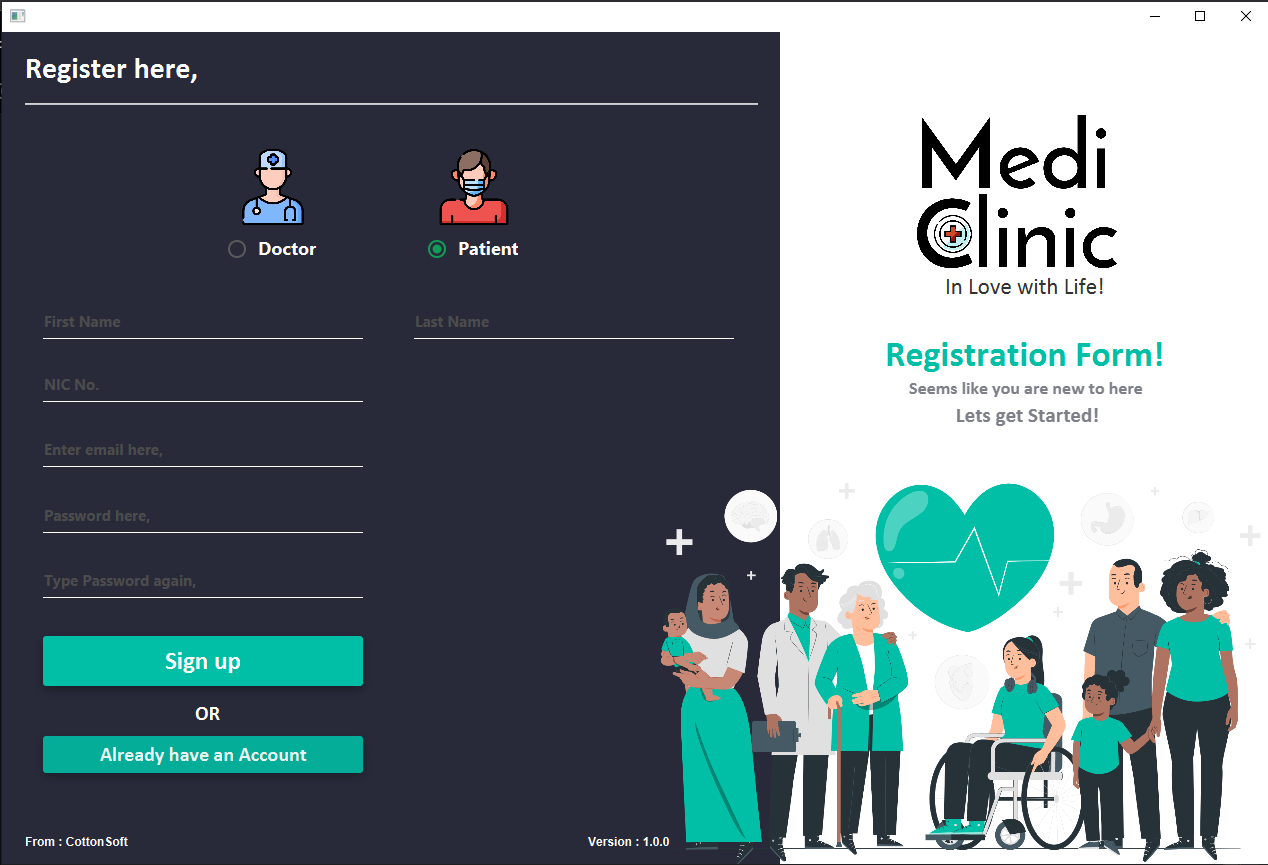 Register here,
Doctor
Patient
First Name
Last Name
NIC No.
Enter email here,
Password here,
Type Password again,
Sign up
OR
Already have an Account
From : CottonSoft
Version : 1.0.0
Medi
Clinic
In Love with Life!
Registration Form!
Seems like you are new to here
Lets get Started!